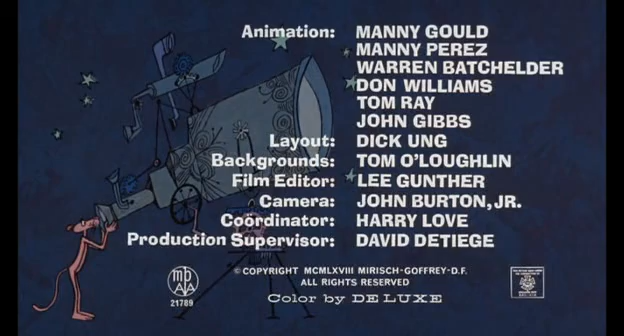 Animation: MANNY GOULD
MANNY PEREZ
WARREN BATCHELDER
DON WILLIAMS
TOM RAY
JOHN GIBBS
Layout: DICK UNG
Backgrounds: TOM O'LOUGHLIN
Film Editor: LEE GUNTHER
Camera: JOHN BURTON, JR.
Coordinator: HARRY LOVE
Production Supervisor: DAVID DETIEGE
© COPYRIGHT MCMLXVIII MIRISCH-GOFFREY-D.F.
ALL RIGHTS RESERVED
Color by DE LUXE
21789